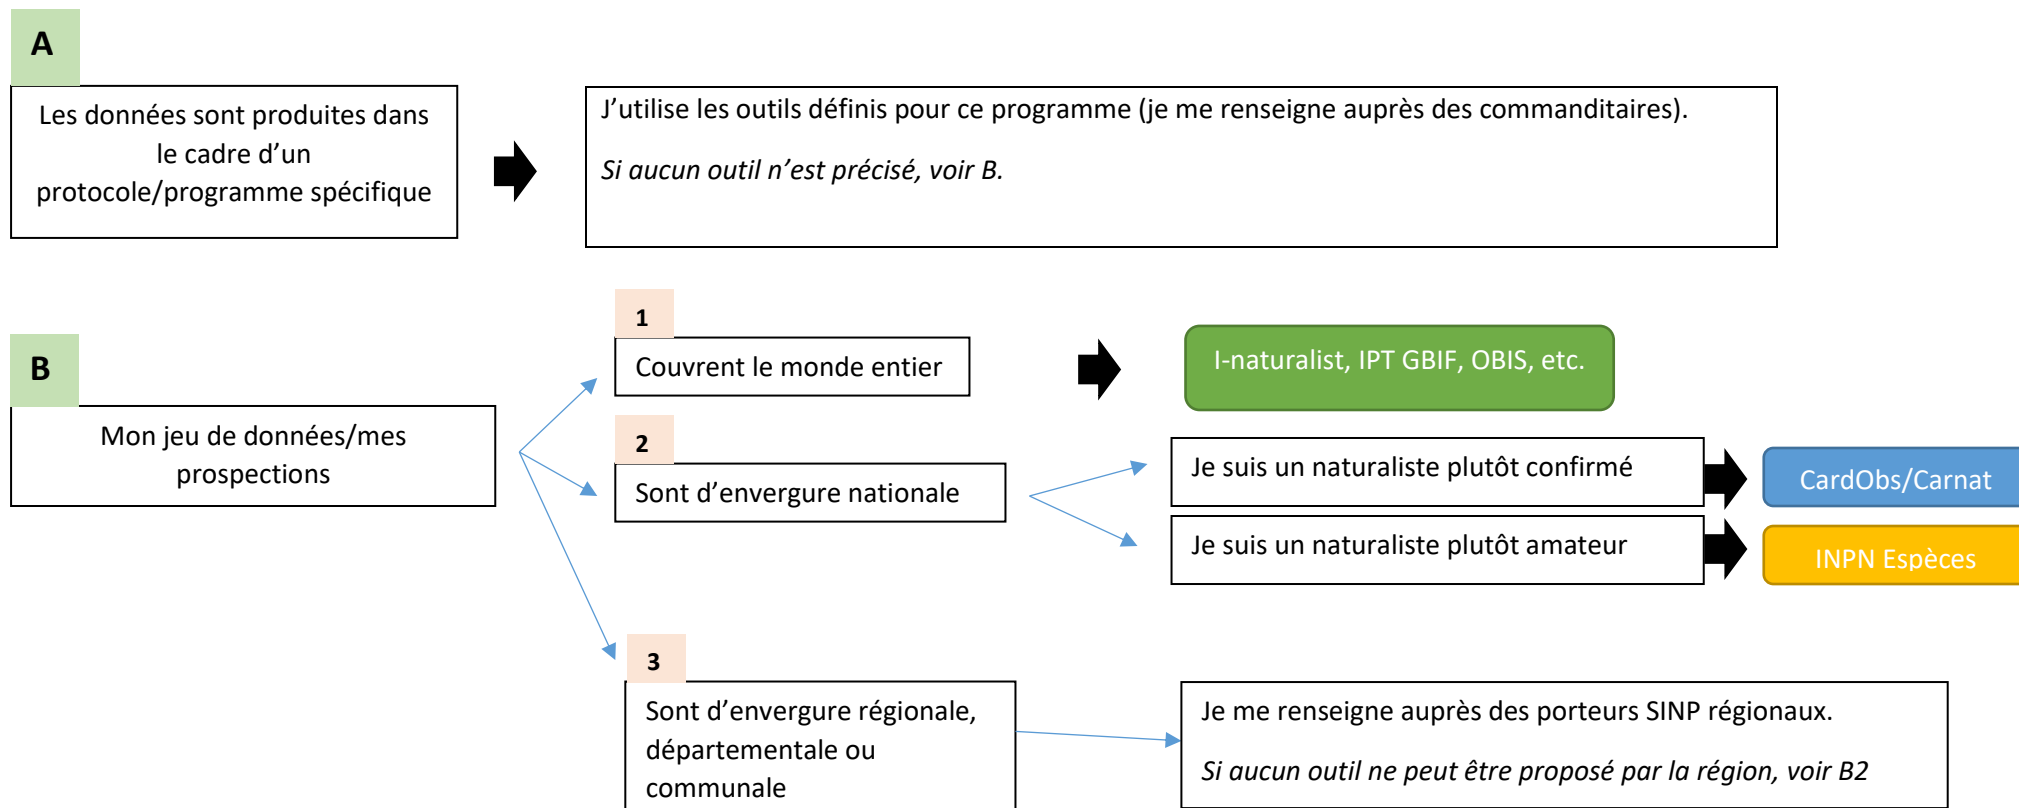 A
Les données sont produites dans
le cadre d’un
protocole/programme spécifique
J’utilise les outils définis pour ce programme (je me renseigne auprès des commanditaires).
Si aucun outil n’est précisé, voir B.
B
Mon jeu de données/mes
prospections
1
Couvrent le monde entier
I-naturalist, IPT GBIF, OBIS, etc.
2
Sont d’envergure nationale
Je suis un naturaliste plutôt confirmé
CardObs/Carnat
Je suis un naturaliste plutôt amateur
INPN Espèces
3
Sont d’envergure régionale,
départementale ou
communale
Je me renseigne auprès des porteurs SINP régionaux.
Si aucun outil ne peut être proposé par la région, voir B2